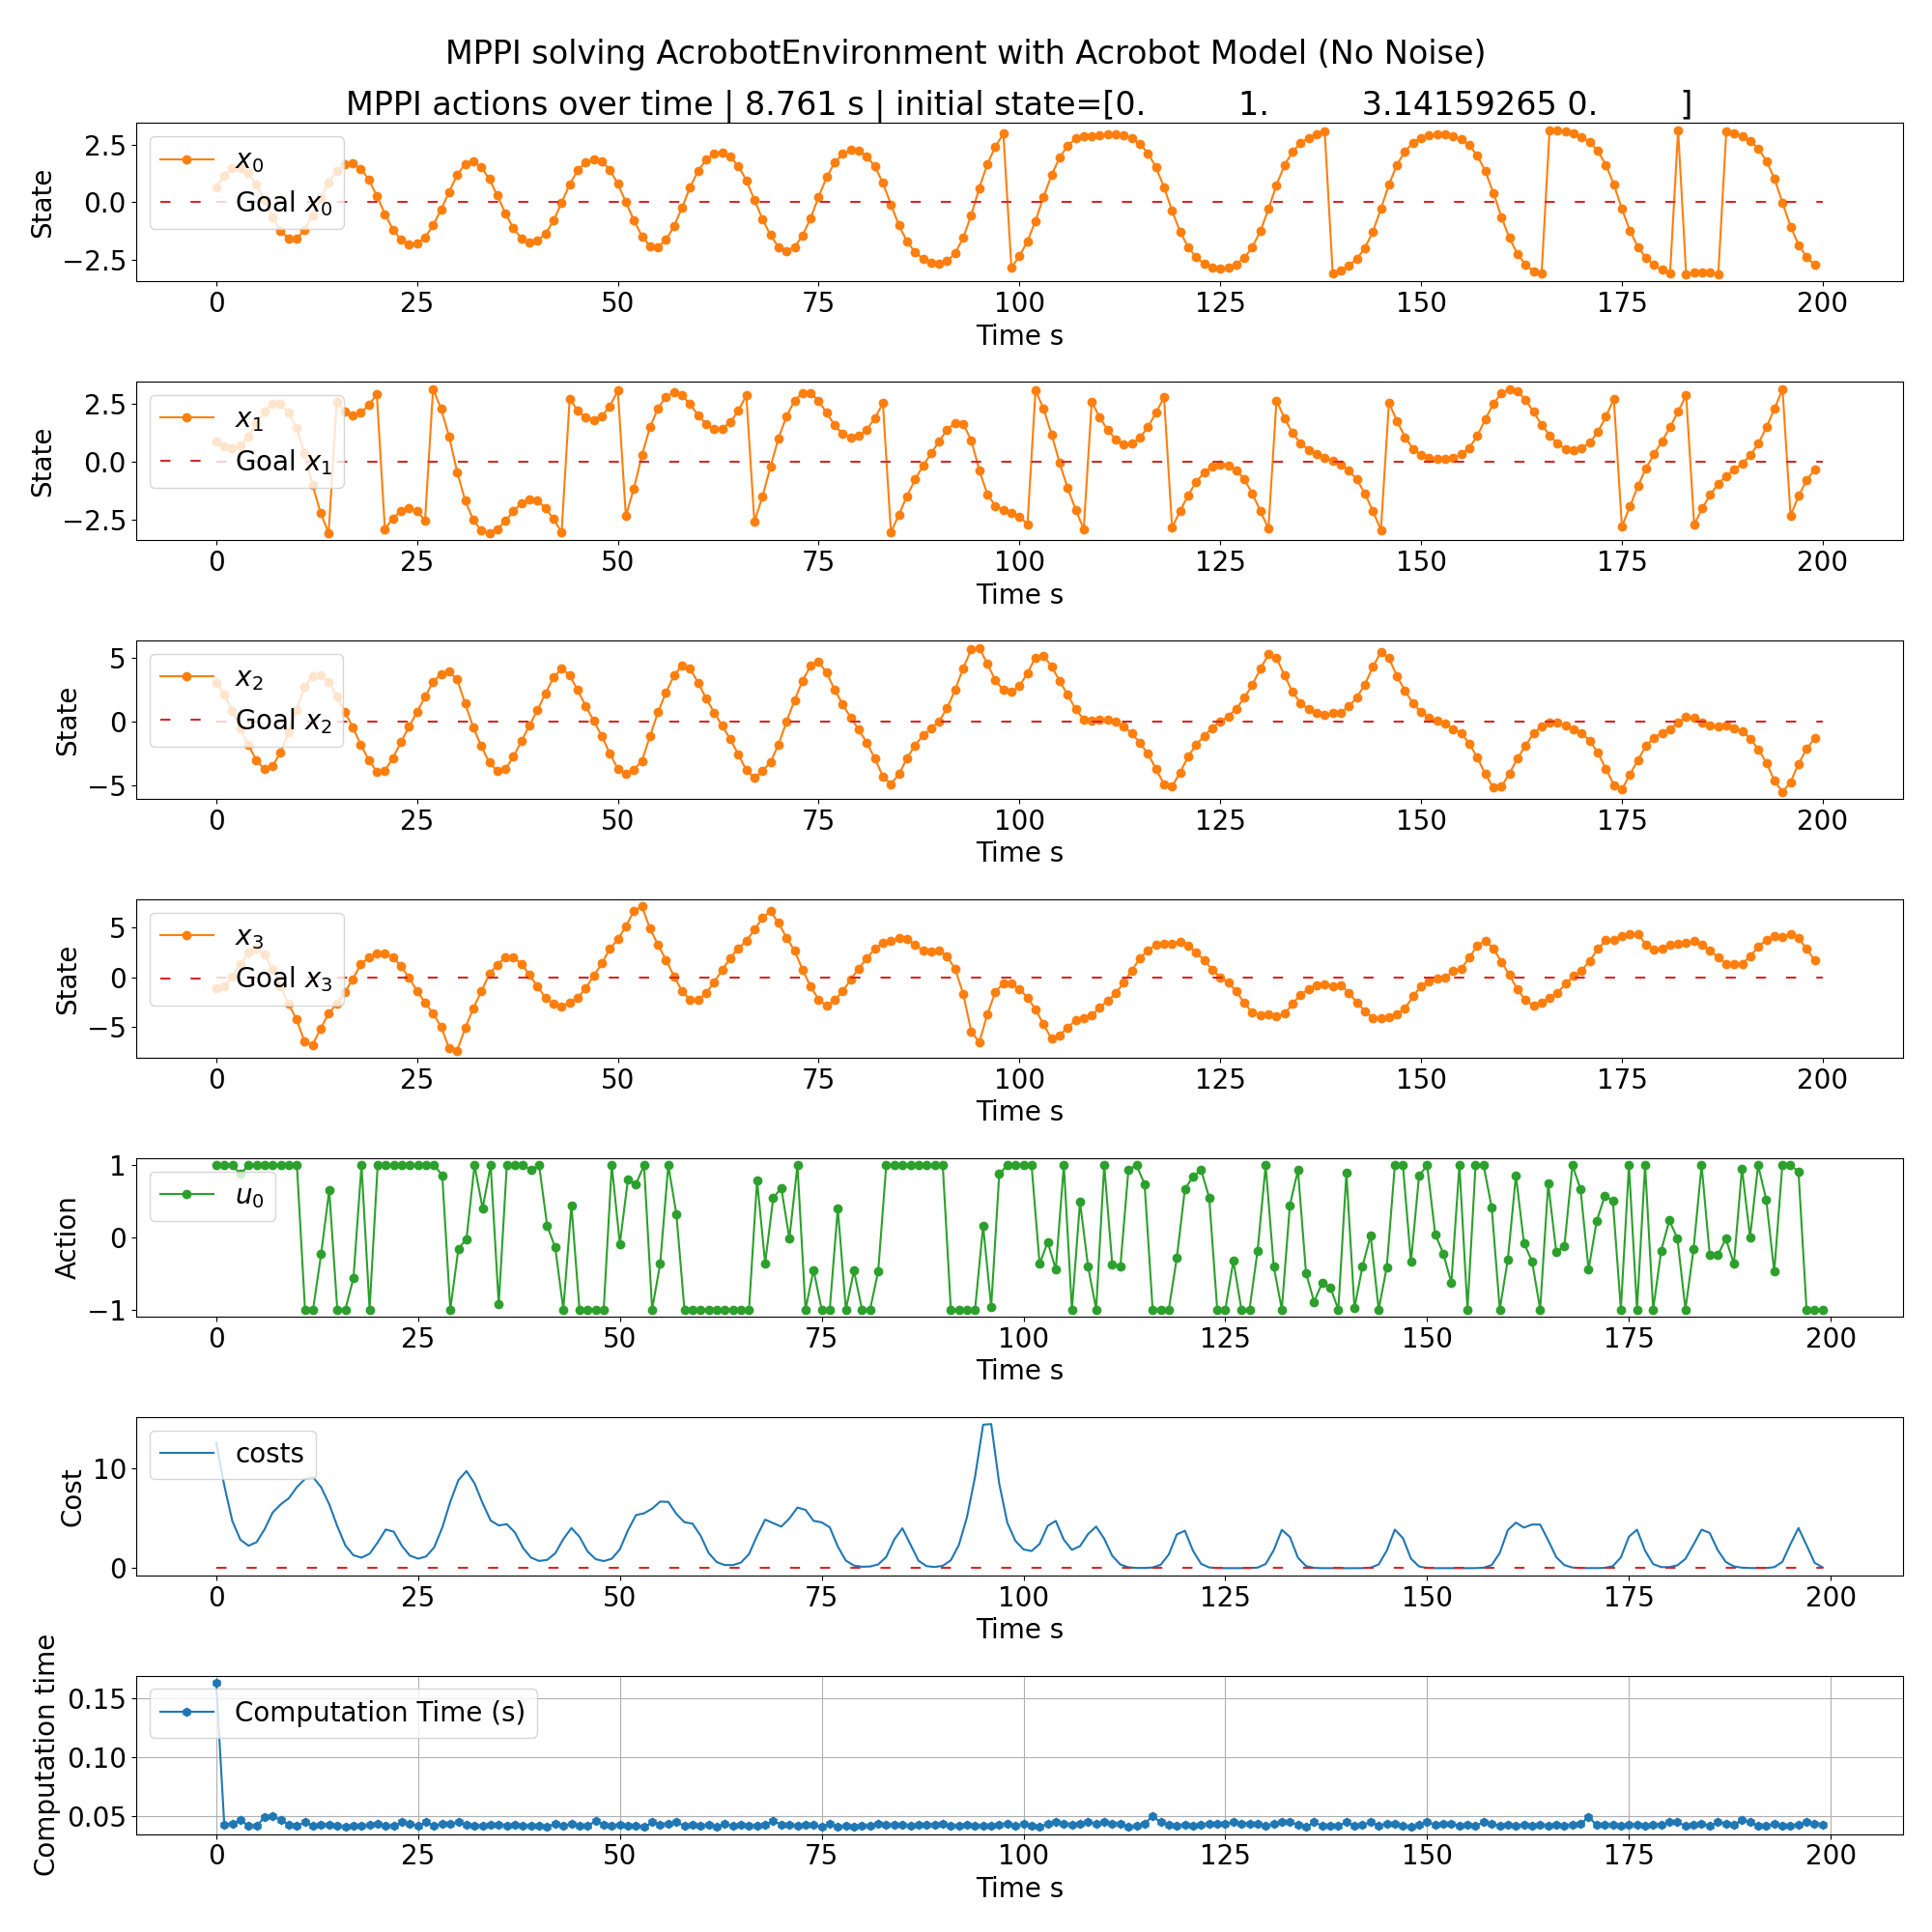 MPPI solving AcrobotEnvironment with Acrobot Model (No Noise)
MPPI actions over time | 8.761 s | initial state=[0. 1. 3.14159265 0. ]
State
2.5
0.0
−2.5
x0
Goal x0
0 25 50 75 100 125 150 175 200
Time s
State
2.5
0.0
−2.5
x1
Goal x1
0 25 50 75 100 125 150 175 200
Time s
State
5
0
−5
x2
Goal x2
0 25 50 75 100 125 150 175 200
Time s
State
5
0
−5
x3
Goal x3
0 25 50 75 100 125 150 175 200
Time s
Action
1
0
−1
u0
0 25 50 75 100 125 150 175 200
Time s
Cost
10
0
costs
0 25 50 75 100 125 150 175 200
Time s
Computation time
0.15
0.10
0.05
Computation Time (s)
0 25 50 75 100 125 150 175 200
Time s